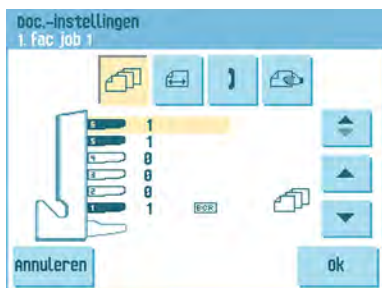 Doc.-instellingen
1. Fac job 1
6 1
5 1
4 0
3 0
2 0
1 1 BCR
Annuleren
Ok